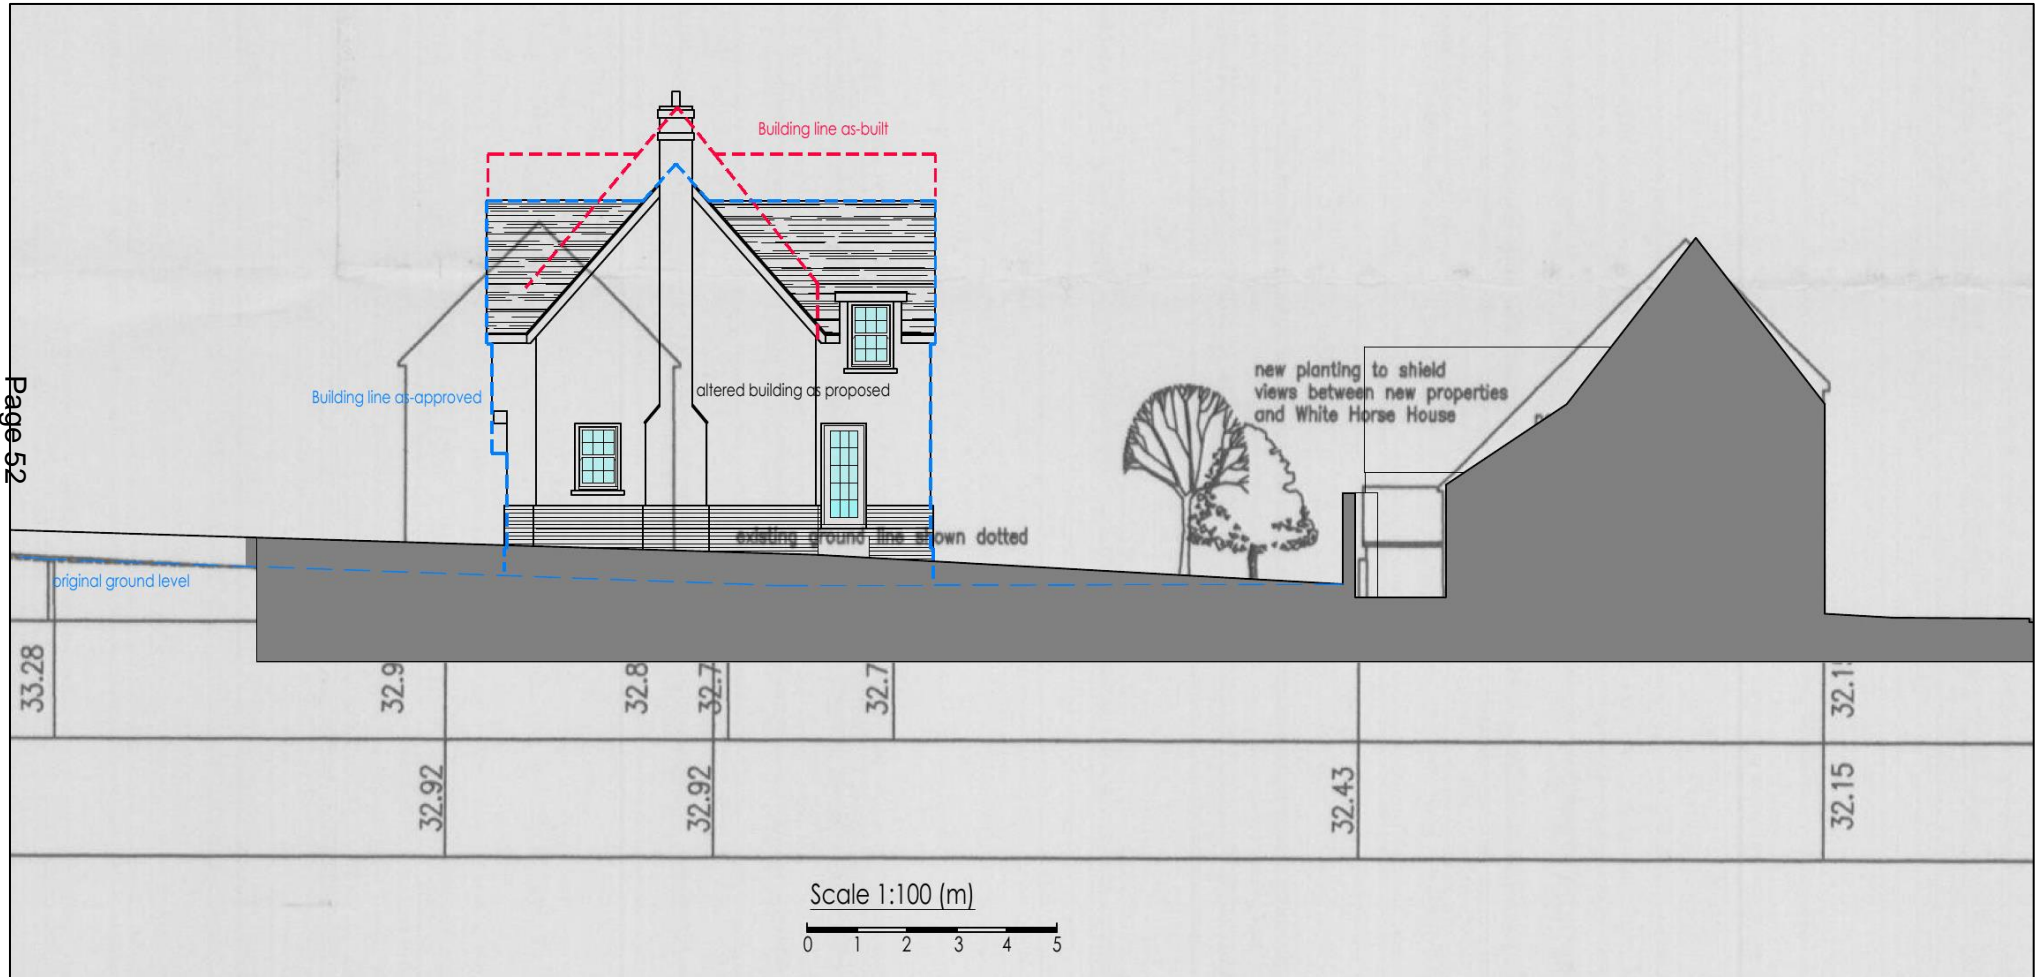 Building line as-built
new planting to shield
views between new properties
and White Horse House
Page 52
Building line as-approved
altered building as proposed
existing ground line shown dotted
original ground level
33.28
32.9
32.8
32.7
32.7
32.15
32.92
32.92
32.43
32.15
Scale 1:100 (m)
0 1 2 3 4 5